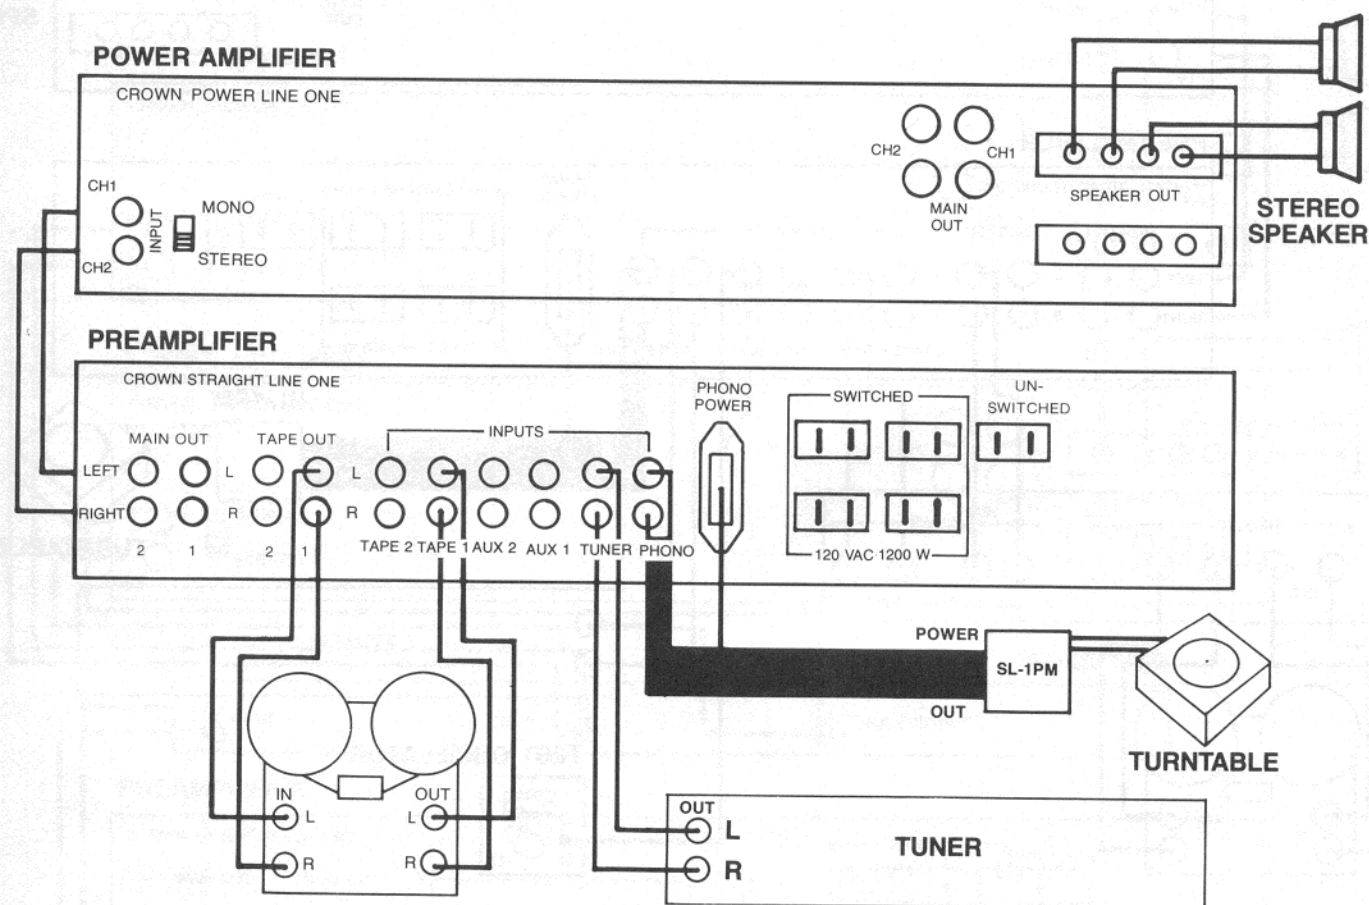 POWER AMPLIFIER
CROWN POWER LINE ONE
CH1
CH2
INPUT
MONO
STEREO
CH2
CH1
MAIN
OUT
SPEAKER OUT
STEREO
SPEAKER
PREAMPLIFIER
CROWN STRAIGHT LINE ONE
MAIN OUT
TAPE OUT
INPUTS
PHONO
POWER
SWITCHED
UN-
SWITCHED
LEFT
L
L
RIGHT
R
R
2 1 2 1
TAPE 2 TAPE 1 AUX 2 AUX 1 TUNER PHONO
120 VAC 1200 W
POWER
SL-1PM
OUT
TURNTABLE
IN
OUT
L
L
R
R
OUT
L
R
TUNER